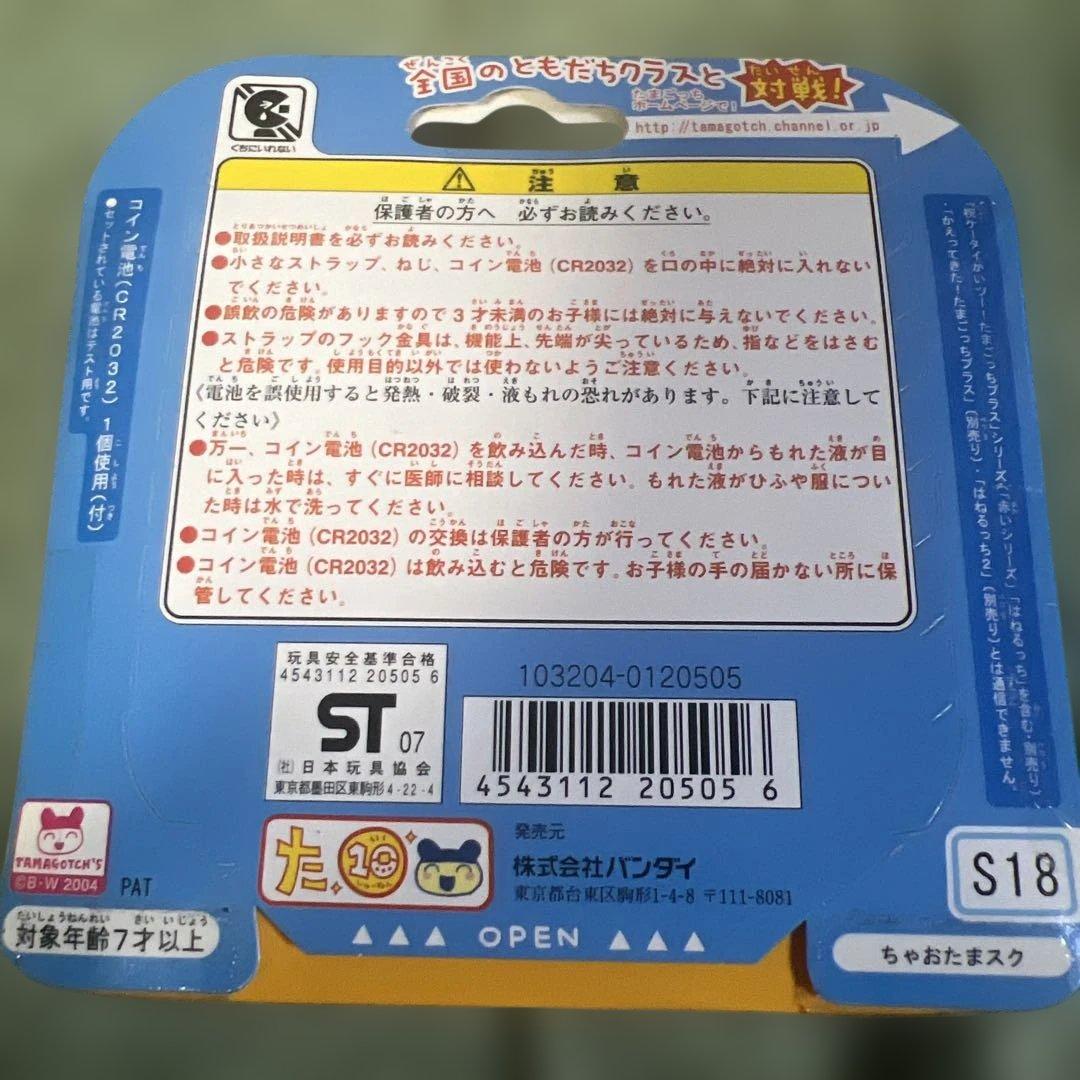 全国のともだちクラスと対戦!
たまごっちホームページで!
http://tamagotch.channel.or.jp
くちにいれない
注意
保護者の方へ 必ずお読みください。
●取扱説明書を必ずお読みください。
●小さなストラップ、ねじ、コイン電池(CR2032)を口の中に絶対に入れない
でください。
●誤飲の危険がありますので3才未満のお子様には絶対に与えないでください。
●ストラップのフック金具は、機能上、先端が尖っているため、指などをはさむ
と危険です。使用目的以外では使わないようご注意ください。
《電池を誤使用すると発熱・破裂・液もれの恐れがあります。下記に注意して
ください》
●万一、コイン電池(CR2032)を飲み込んだ時、コイン電池からもれた液が目
に入った時は、すぐに医師に相談してください。もれた液がひふや服についい
た時は水で洗ってください。
●コイン電池(CR2032)の交換は保護者の方が行ってください。
●コイン電池(CR2032)は飲み込むと危険です。お子様の手の届かない所に保
管してください。
コイン電池(CR2032)1個使用(付)
●セットされている電池はテスト用です。
「祝ケータイかいツー!たまごっちプラス」シリーズ(「赤いシリーズ」「はねるっち」を含む・別売り)
・「かえってきた!たまごっちプラス」(別売り)・「はねるっち2」(別売り)とは通信できません。
玩具安全基準合格
4543112 20505 6
ST 07
(社)日本玩具協会
東京都墨田区東駒形4-22-4
103204-0120505
4543112 205056
TAMAGOTCH'S
©B・W 2004
PAT
た
10
しゅーねん
発売元
株式会社バンダイ
東京都台東区駒形1-4-8 〒111-8081
S18
対象年齢7才以上
▲▲▲ OPEN ▲▲▲
ちゃおたまスク